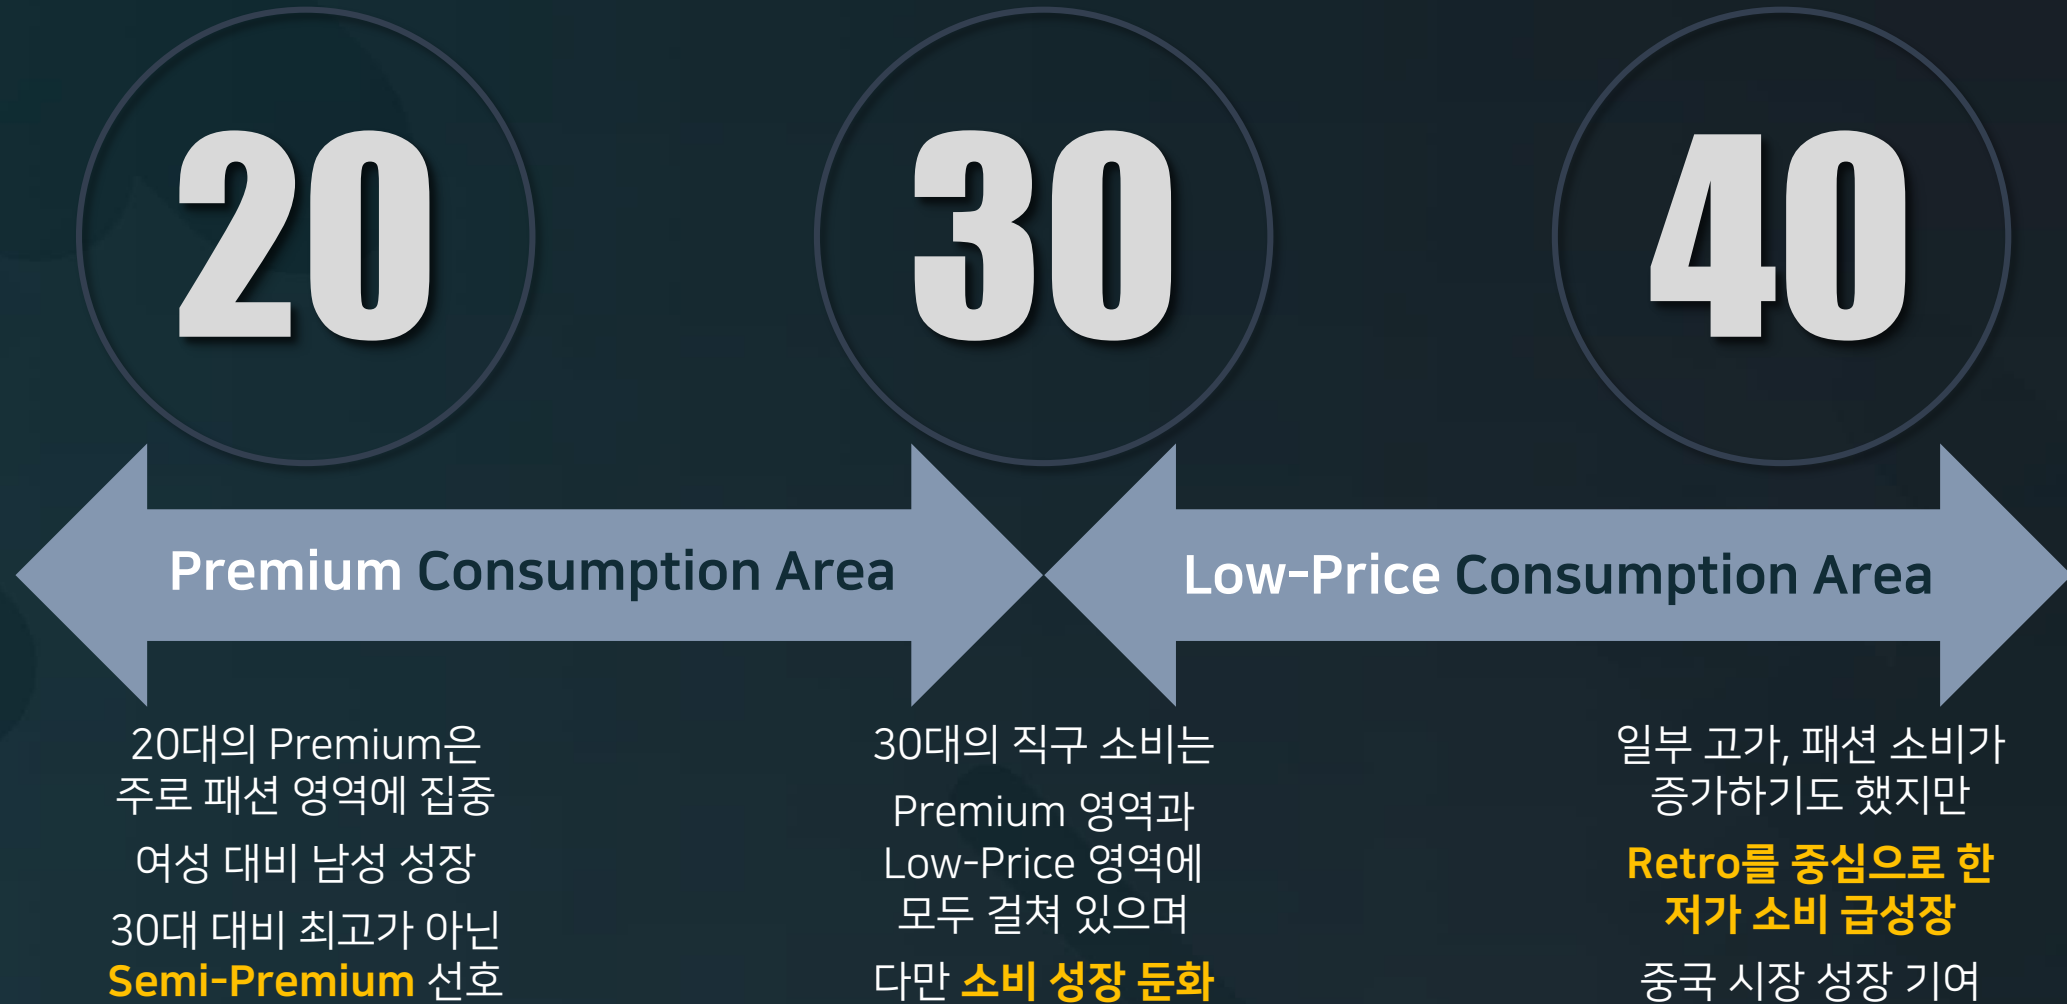 20
30
40
Premium Consumption Area
Low-Price Consumption Area
20대의 Premium은
주로 패션 영역에 집중
여성 대비 남성 성장
30대 대비 최고가 아닌
Semi-Premium 선호
30대의 직구 소비는
Premium 영역과
Low-Price 영역에
모두 걸쳐 있으며
다만 소비 성장 둔화
일부 고가, 패션 소비가
증가하기도 했지만
Retro를 중심으로 한
저가 소비 급성장
중국 시장 성장 기여